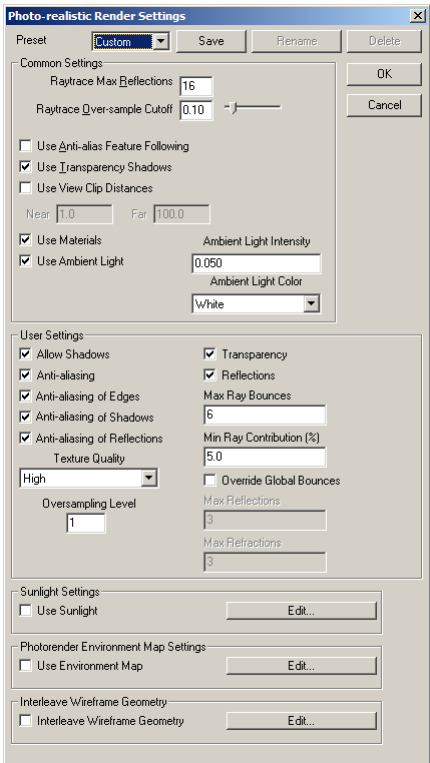 Photo-realistic Render Settings
Preset Custom Save Rename Delete
Common Settings
OK
Raytrace Max Reflections 16
Cancel
Raytrace Over-sample Cutoff 0.10
Use Anti-alias Feature Following
Use Transparency Shadows
Use View Clip Distances
Near 1.0 Far 100.0
Use Materials
Ambient Light Intensity
Use Ambient Light
0.050
Ambient Light Color
White
User Settings
Allow Shadows
Transparency
Anti-aliasing
Reflections
Anti-aliasing of Edges
Max Ray Bounces
Anti-aliasing of Shadows
6
Anti-aliasing of Reflections
Min Ray Contribution (%)
Texture Quality
5.0
High
Override Global Bounces
Oversampling Level
Max Reflections
1
3
Max Refractions
3
Sunlight Settings
Use Sunlight Edit...
Photorender Environment Map Settings
Use Environment Map Edit...
Interleave Wireframe Geometry
Interleave Wireframe Geometry Edit...